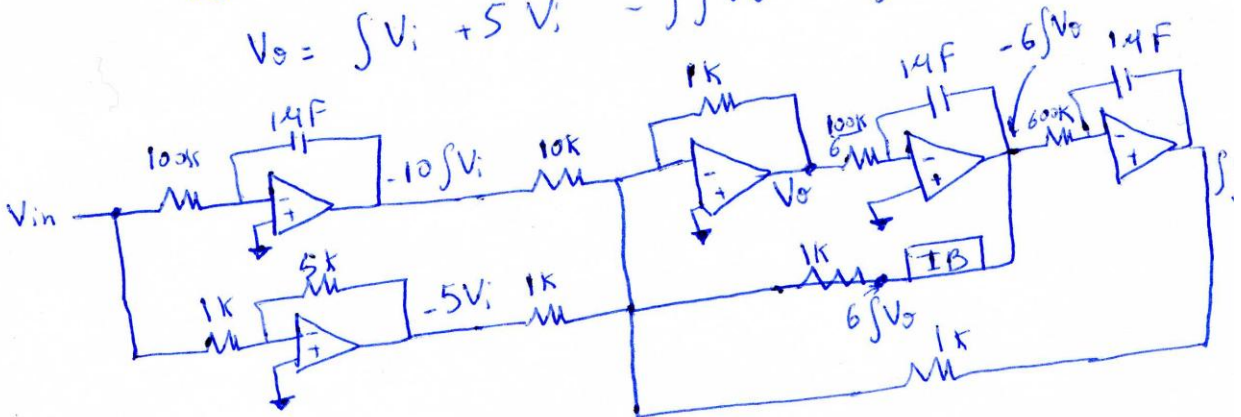 Vo = ∫Vi + 5 Vi - ∫∫
1K
1µF
-6∫Vo
1µF
1µF
100K
-10∫Vi
10K
100K
6
600K
Vin
Vo
∫
5K
1K
-5Vi
1K
1K
IB
6∫Vo
1K